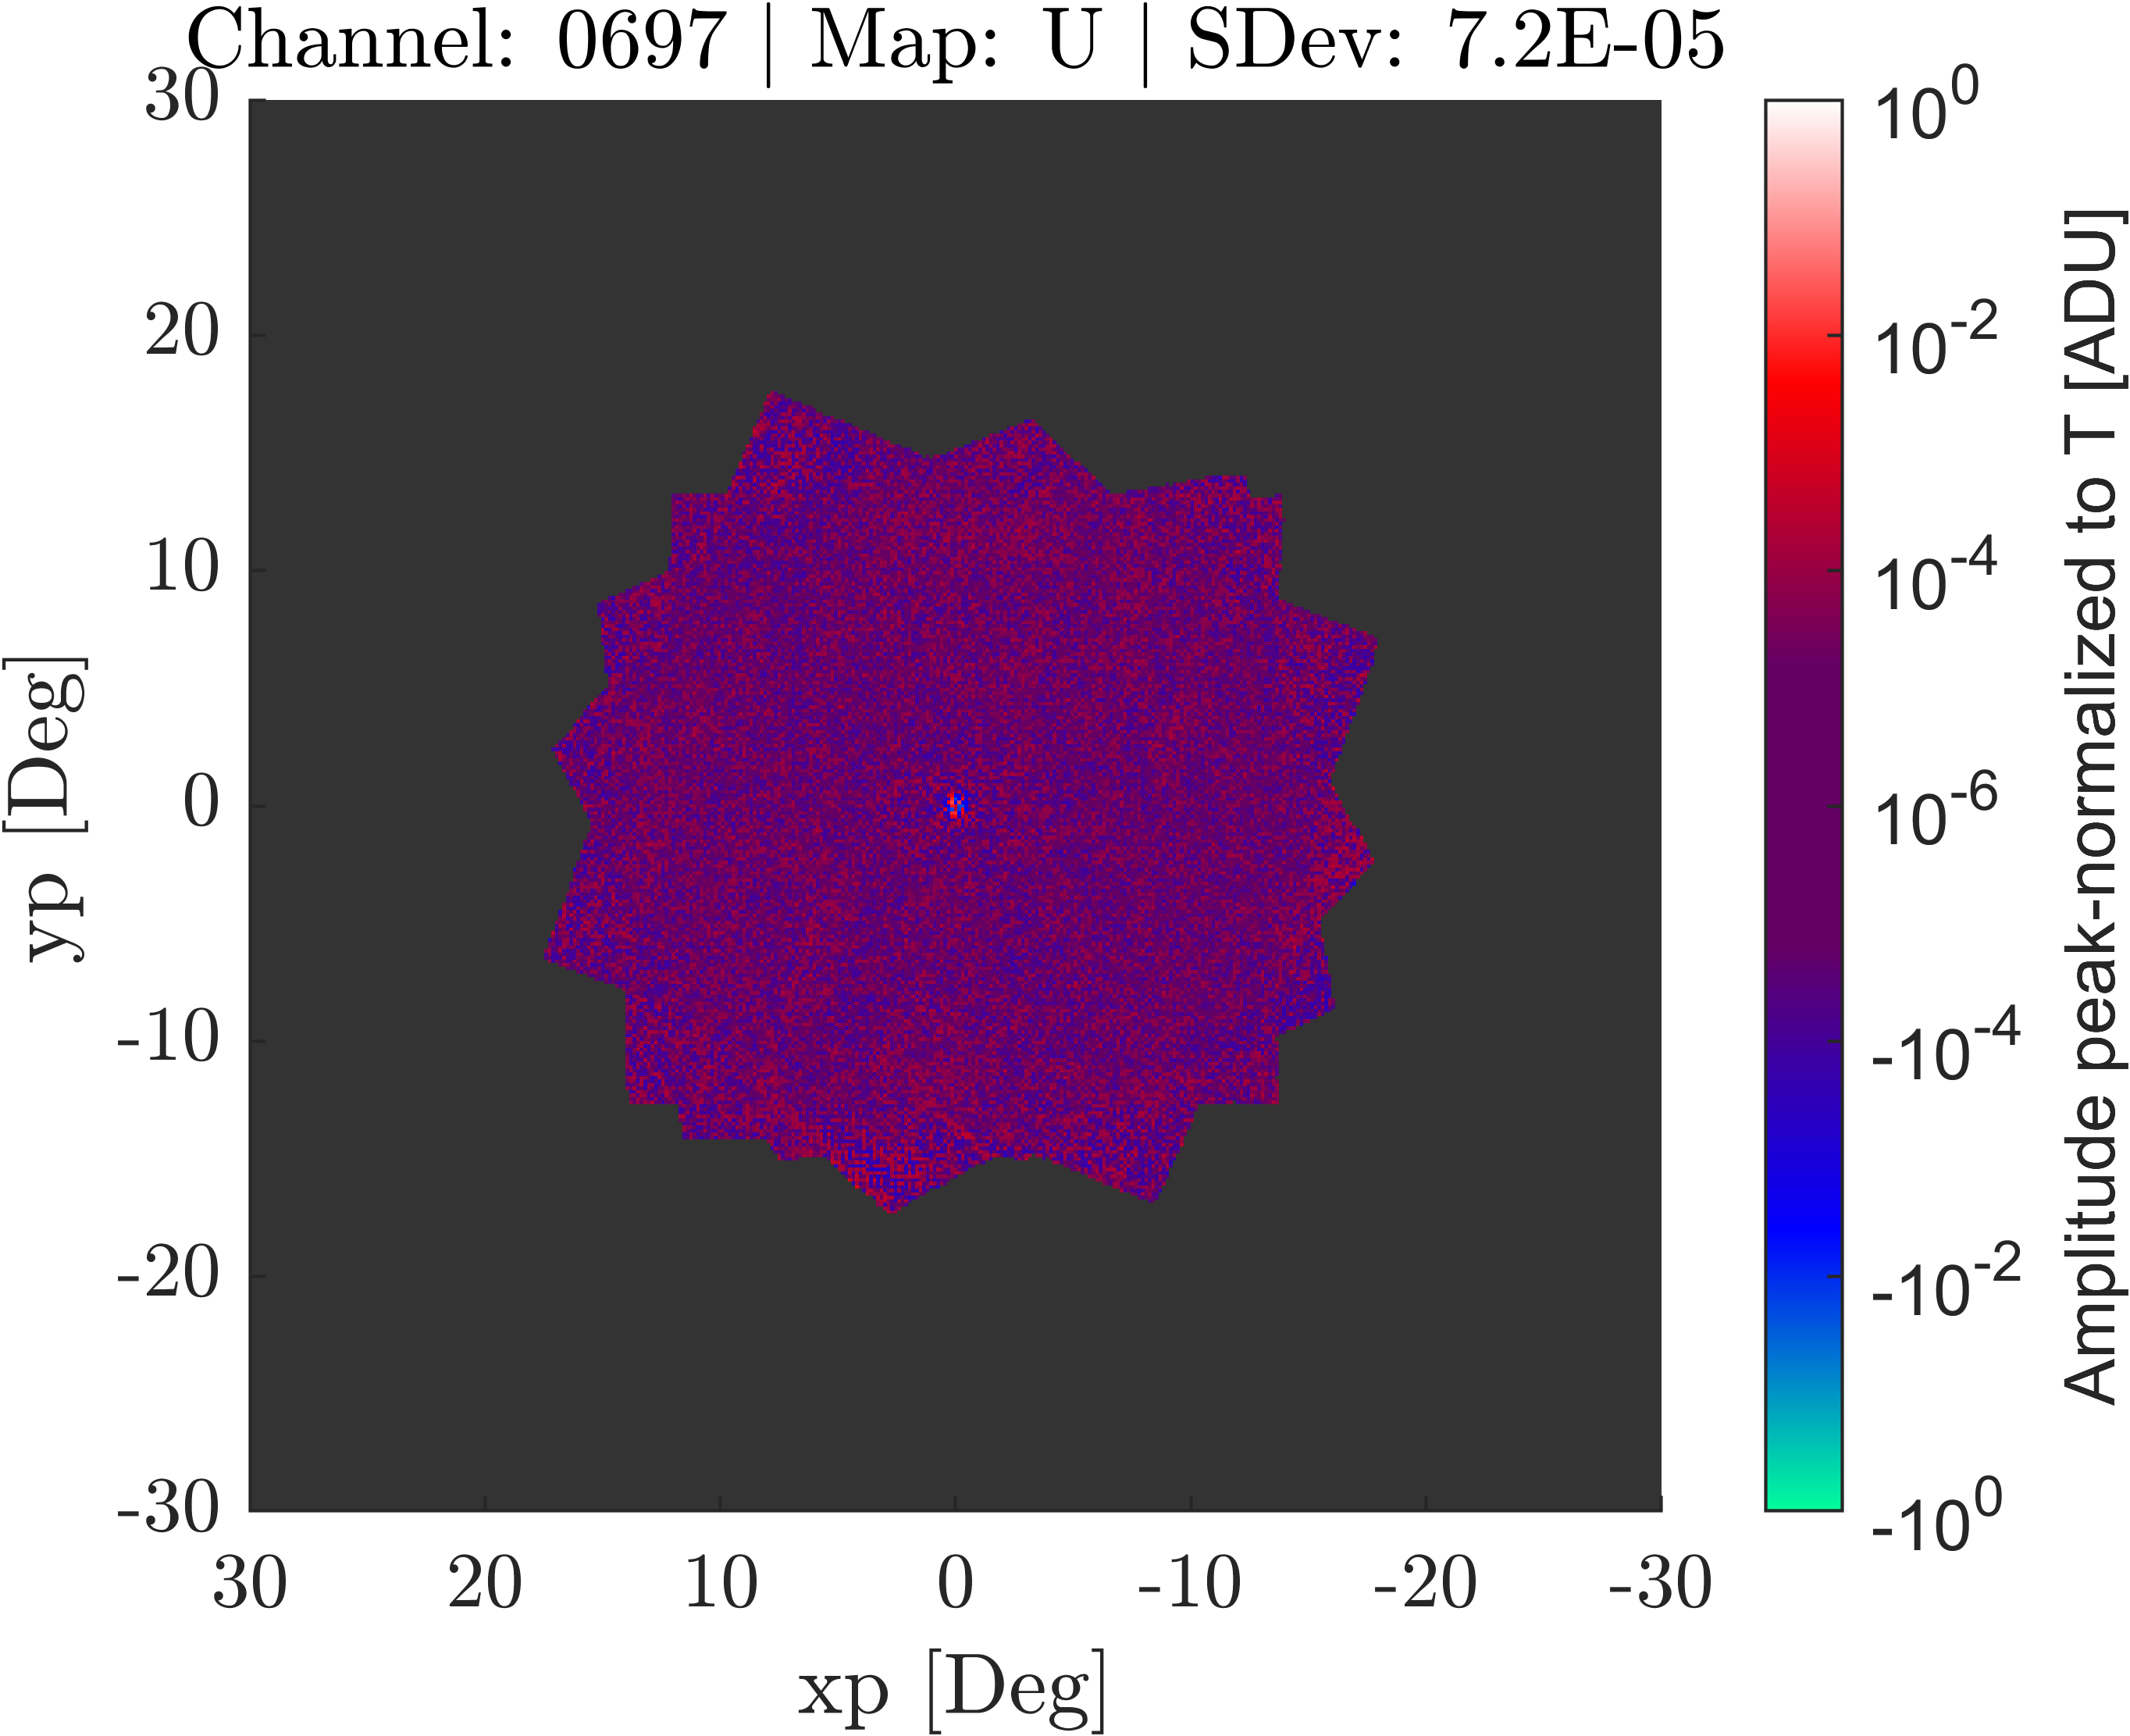 Channel: 0697 | Map: U | SDev: 7.2E-05
30
20
10
0
-10
-20
-30
yp [Deg]
30 20 10 0 -10 -20 -30
xp [Deg]
10^0
10^-2
10^-4
10^-6
-10^-4
-10^-2
-10^0
Amplitude peak-normalized to T [ADU]